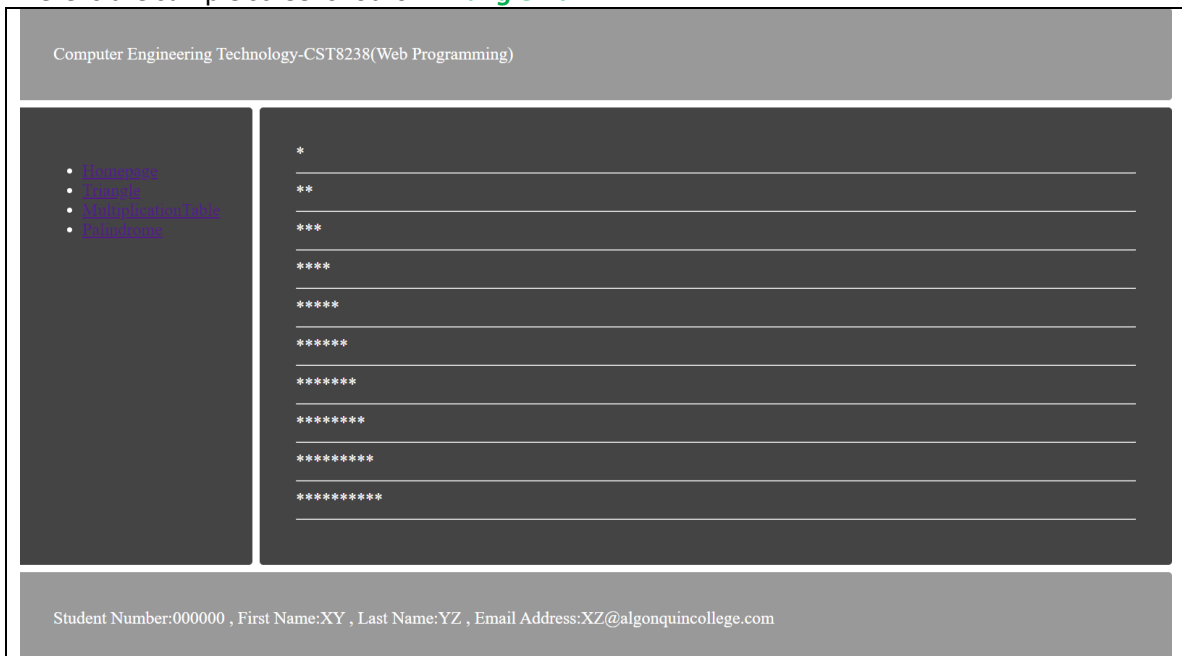 Computer Engineering Technology-CST8238(Web Programming)
Homepage
Triangle
MultiplicationTable
Palindrome
*
**
***
****
*****
******
*******
********
*********
**********
Student Number:000000 , First Name:XY , Last Name:YZ , Email Address:XZ@algonquincollege.com